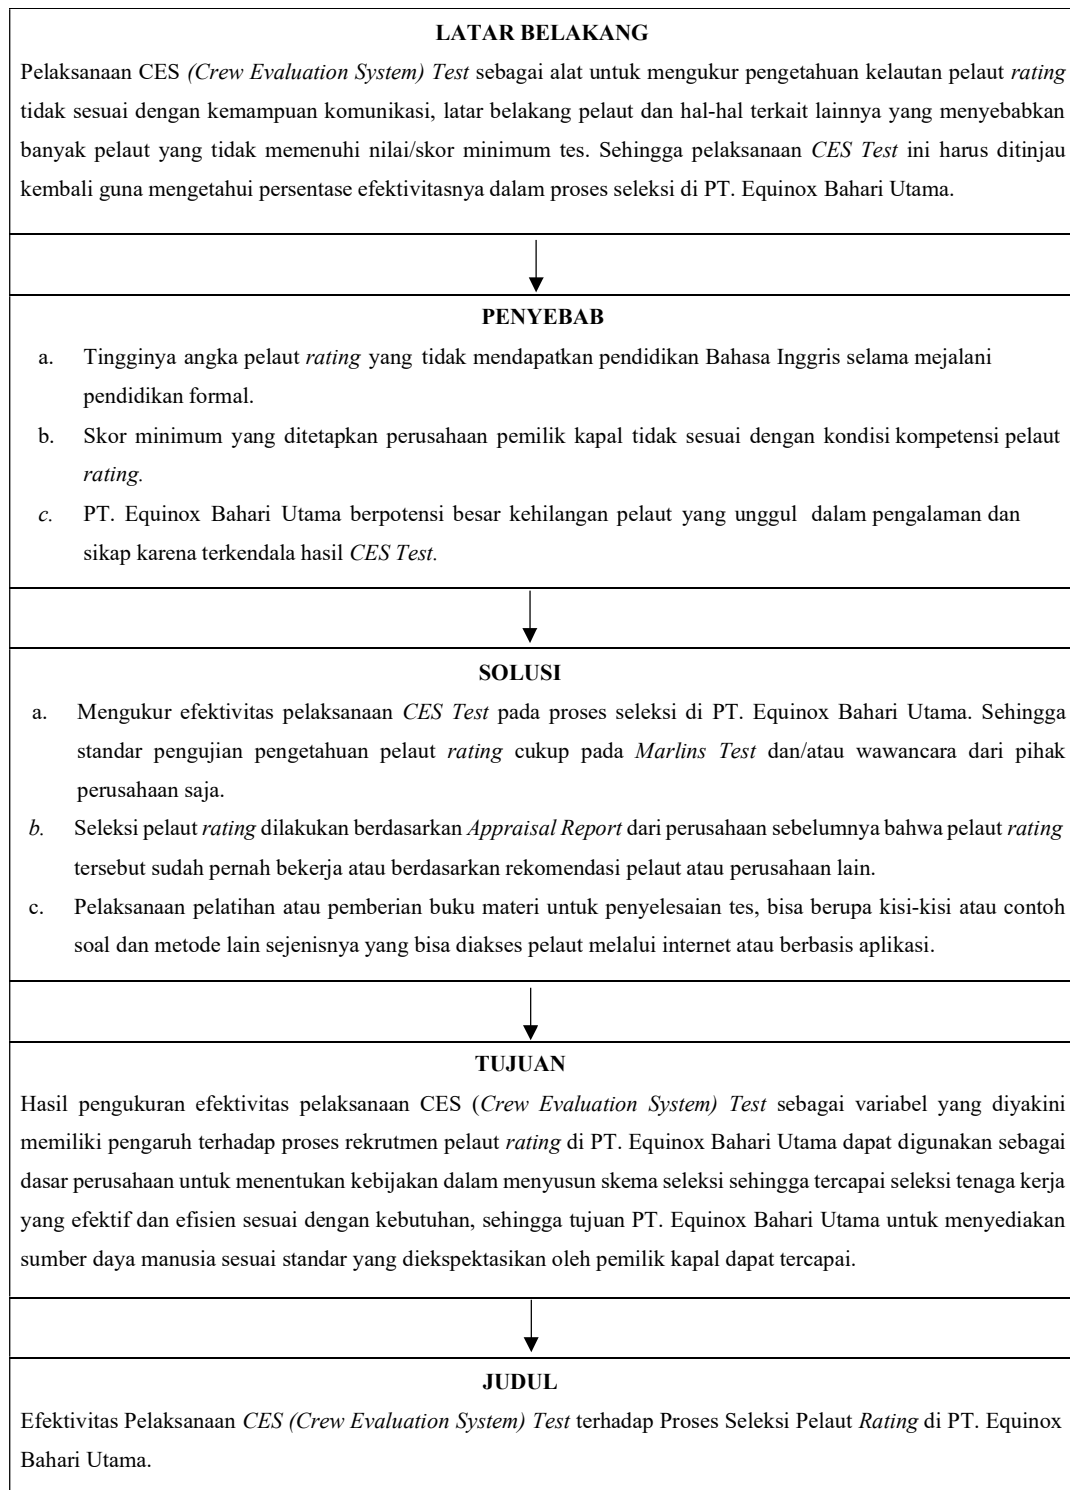 LATAR BELAKANG
Pelaksanaan CES (Crew Evaluation System) Test sebagai alat untuk mengukur pengetahuan kelautan pelaut rating
tidak sesuai dengan kemampuan komunikasi, latar belakang pelaut dan hal-hal terkait lainnya yang menyebabkan
banyak pelaut yang tidak memenuhi nilai/skor minimum tes. Sehingga pelaksanaan CES Test ini harus ditinjau
kembali guna mengetahui persentase efektivitasnya dalam proses seleksi di PT. Equinox Bahari Utama.
PENYEBAB
a. Tingginya angka pelaut rating yang tidak mendapatkan pendidikan Bahasa Inggris selama mejalani
pendidikan formal.
b. Skor minimum yang ditetapkan perusahaan pemilik kapal tidak sesuai dengan kondisi kompetensi pelaut
rating.
c. PT. Equinox Bahari Utama berpotensi besar kehilangan pelaut yang unggul dalam pengalaman dan
sikap karena terkendala hasil CES Test.
SOLUSI
a. Mengukur efektivitas pelaksanaan CES Test pada proses seleksi di PT. Equinox Bahari Utama. Sehingga
standar pengujian pengetahuan pelaut rating cukup pada Marlins Test dan/atau wawancara dari pihak
perusahaan saja.
b. Seleksi pelaut rating dilakukan berdasarkan Appraisal Report dari perusahaan sebelumnya bahwa pelaut rating
tersebut sudah pernah bekerja atau berdasarkan rekomendasi pelaut atau perusahaan lain.
c. Pelaksanaan pelatihan atau pemberian buku materi untuk penyelesaian tes, bisa berupa kisi-kisi atau contoh
soal dan metode lain sejenisnya yang bisa diakses pelaut melalui internet atau berbasis aplikasi.
TUJUAN
Hasil pengukuran efektivitas pelaksanaan CES (Crew Evaluation System) Test sebagai variabel yang diyakini
memiliki pengaruh terhadap proses rekrutmen pelaut rating di PT. Equinox Bahari Utama dapat digunakan sebagai
dasar perusahaan untuk menentukan kebijakan dalam menyusun skema seleksi sehingga tercapai seleksi tenaga kerja
yang efektif dan efisien sesuai dengan kebutuhan, sehingga tujuan PT. Equinox Bahari Utama untuk menyediakan
sumber daya manusia sesuai standar yang diekspektasikan oleh pemilik kapal dapat tercapai.
JUDUL
Efektivitas Pelaksanaan CES (Crew Evaluation System) Test terhadap Proses Seleksi Pelaut Rating di PT. Equinox
Bahari Utama.